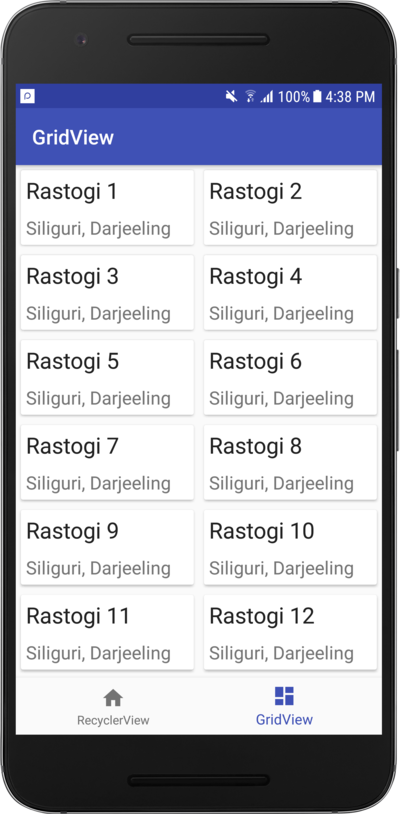 100% 4:38 PM
GridView
Rastogi 1 Rastogi 2
Siliguri, Darjeeling Siliguri, Darjeeling
Rastogi 3 Rastogi 4
Siliguri, Darjeeling Siliguri, Darjeeling
Rastogi 5 Rastogi 6
Siliguri, Darjeeling Siliguri, Darjeeling
Rastogi 7 Rastogi 8
Siliguri, Darjeeling Siliguri, Darjeeling
Rastogi 9 Rastogi 10
Siliguri, Darjeeling Siliguri, Darjeeling
Rastogi 11 Rastogi 12
Siliguri, Darjeeling Siliguri, Darjeeling
RecyclerView GridView